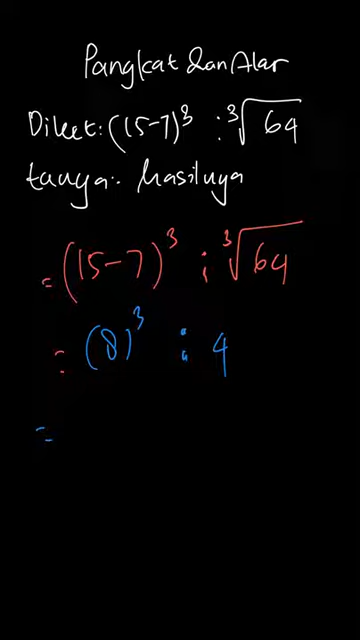 Pangkat dan Akar
Diket: (15-7)³ : ³√64
tanya: hasilnya
= (15-7)³ : ³√64
= (8)³ : 4
=